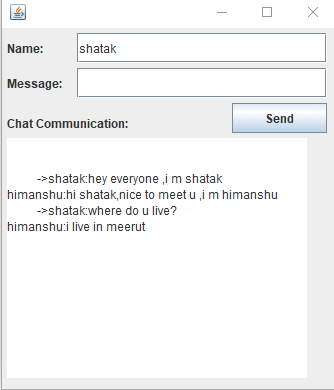 Name: shatak
Message:
Send
Chat Communication:
->shatak:hey everyone ,i m shatak
himanshu:hi shatak,nice to meet u ,i m himanshu
->shatak:where do u live?
himanshu:i live in meerut